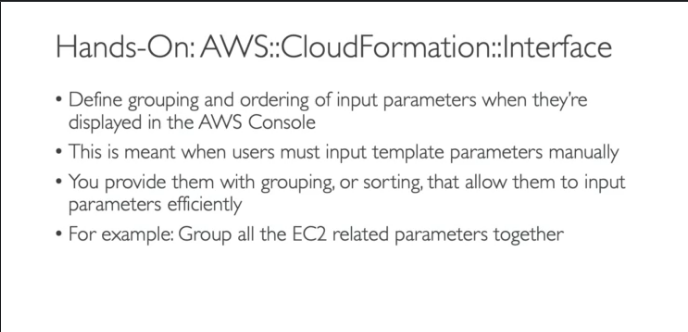 Hands-On: AWS::CloudFormation::Interface
• Define grouping and ordering of input parameters when they're
displayed in the AWS Console
• This is meant when users must input template parameters manually
• You provide them with grouping, or sorting, that allow them to input
parameters efficiently
• For example: Group all the EC2 related parameters together